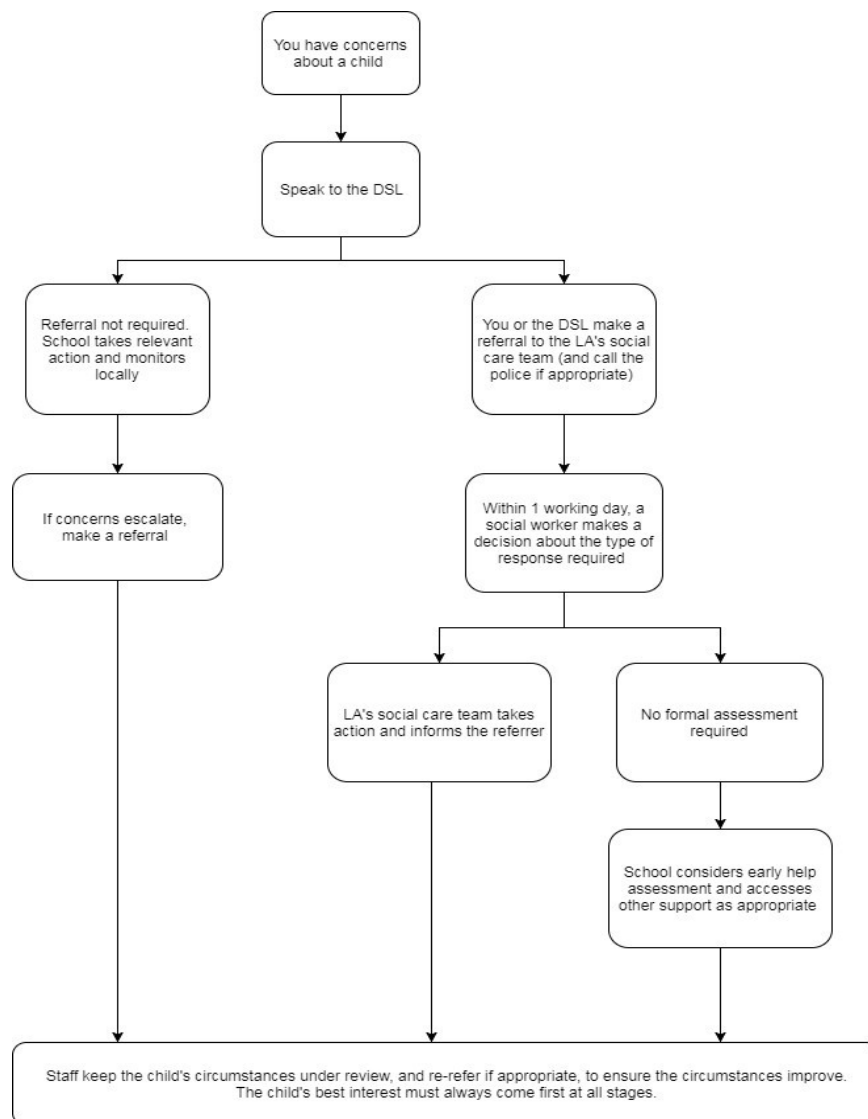 You have concerns
about a child
Speak to the DSL
Referral not required.
School takes relevant
action and monitors
locally
You or the DSL make a
referral to the LA's social
care team (and call the
police if appropriate)
If concerns escalate,
make a referral
Within 1 working day, a
social worker makes a
decision about the type of
response required
LA's social care team takes
action and informs the referrer
No formal assessment
required
School considers early help
assessment and accesses
other support as appropriate
Staff keep the child's circumstances under review, and re-refer if appropriate, to ensure the circumstances improve.
The child's best interest must always come first at all stages.